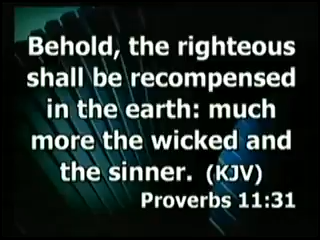 Behold, the righteous
shall be recompensed
in the earth: much
more the wicked and
the sinner. (KJV)
Proverbs 11:31